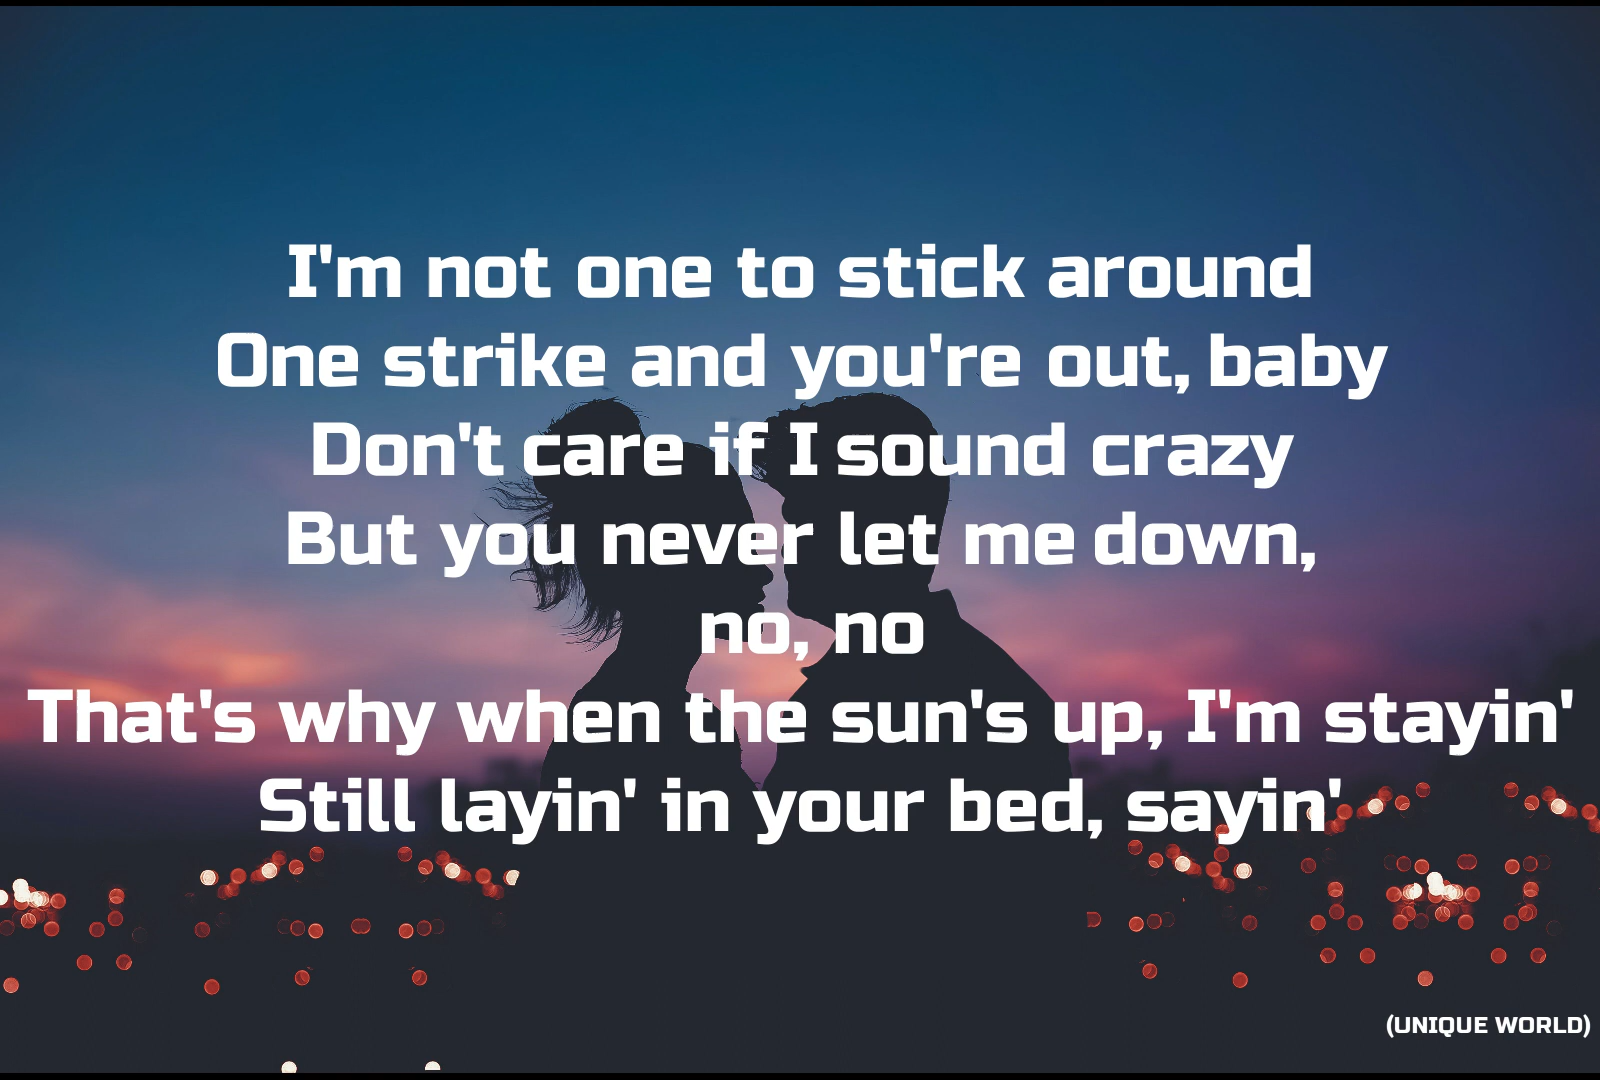 I'm not one to stick around
One strike and you're out, baby
Don't care if I sound crazy
But you never let me down,
no, no
That's why when the sun's up, I'm stayin'
Still layin' in your bed, sayin'
(UNIQUE WORLD)